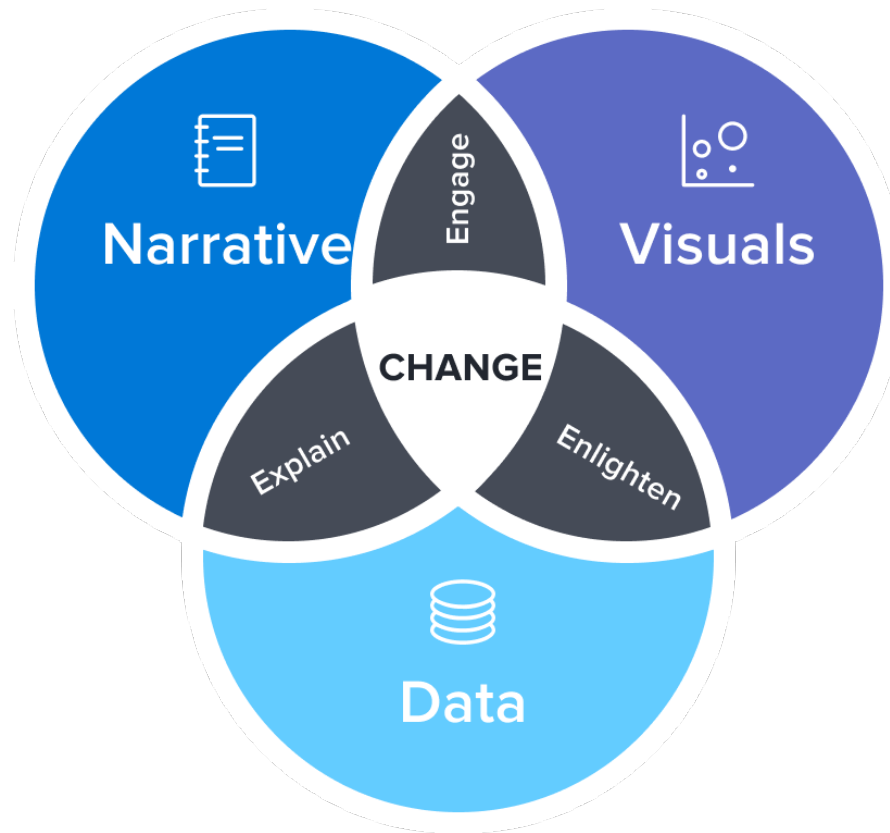 Engage
Narrative
Visuals
CHANGE
Explain
Enlighten
Data